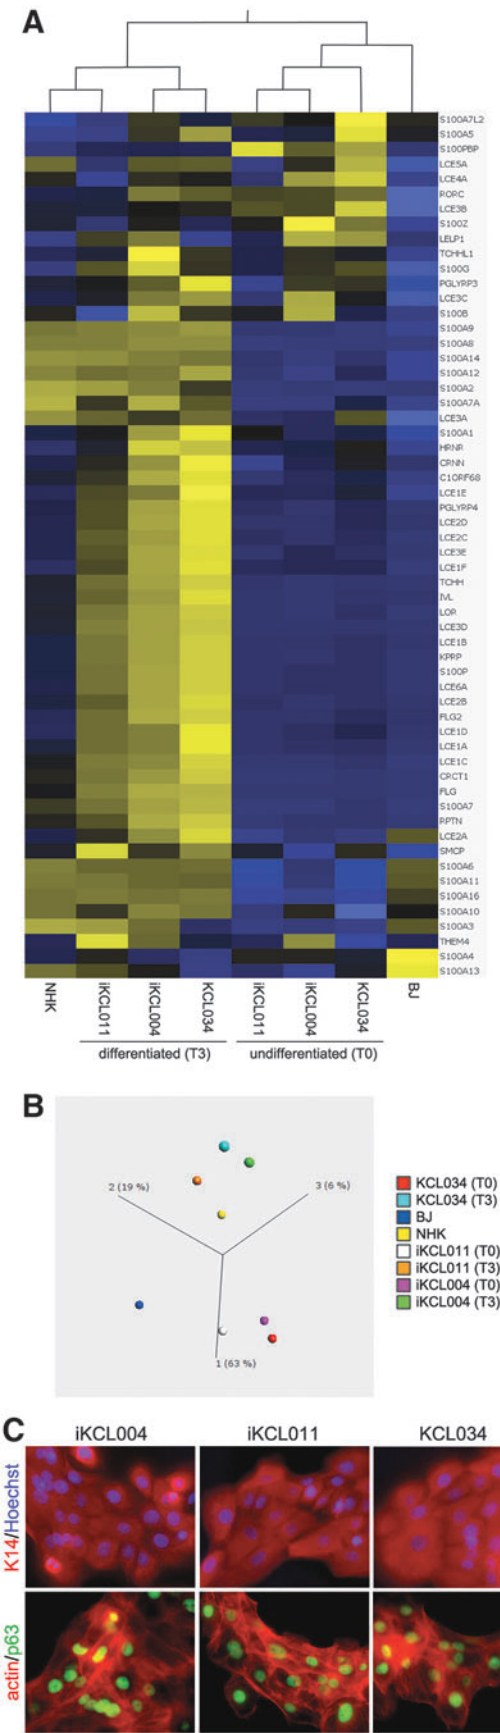 A
S100A7L2
S100A5
S100PBP
LCE5A
LCE4A
RORC
LCE3B
S100Z
LELP1
TCHHL1
S100G
PGLYRP3
LCE3C
S100B
S100A9
S100A8
S100A14
S100A12
S100A2
S100A7A
LCE3A
S100A1
HRNR
CRNN
C1ORF68
LCE1E
PGLYRP4
LCE2D
LCE2C
LCE3E
LCE1F
TCHH
IVL
LOR
LCE3D
LCE1B
KPRP
S100P
LCE6A
LCE2B
FLG2
LCE1D
LCE1A
LCE1C
CRCT1
FLG
S100A7
RPTN
LCE2A
SMCP
S100A6
S100A11
S100A16
S100A10
S100A3
THEM4
S100A4
S100A13
NHK iKCL011 iKCL004 KCL034 iKCL011 iKCL004 KCL034 BJ
differentiated (T3) undifferentiated (T0)
B
2 (19 %) 3 (6 %)
1 (63 %)
KCL034 (T0)
KCL034 (T3)
BJ
NHK
iKCL011 (T0)
iKCL011 (T3)
iKCL004 (T0)
iKCL004 (T3)
C
iKCL004 iKCL011 KCL034
K14/Hoechst
actin/p63